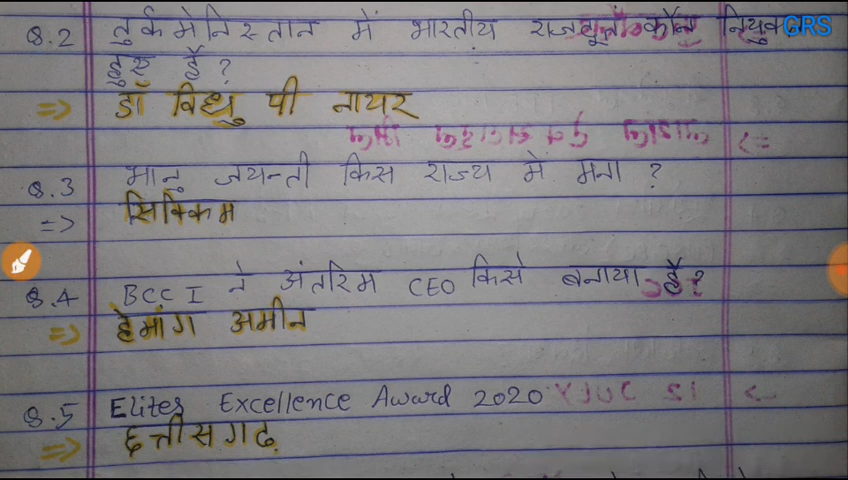 Q.2 तुर्कमेनिस्तान में भारतीय राजदूत कौन नियुक्त
GRS
हुए है ?
=> डॉ विधु पी नायर
Q.3 भानु जयन्ती किस राज्य में मना ?
=> सिक्किम
Q.4 BCCI ने अंतरिम CEO किसे बनाया है ?
=> हेमांग अमीन
Q.5 Elites Excellence Award 2020
=> छत्तीसगढ़